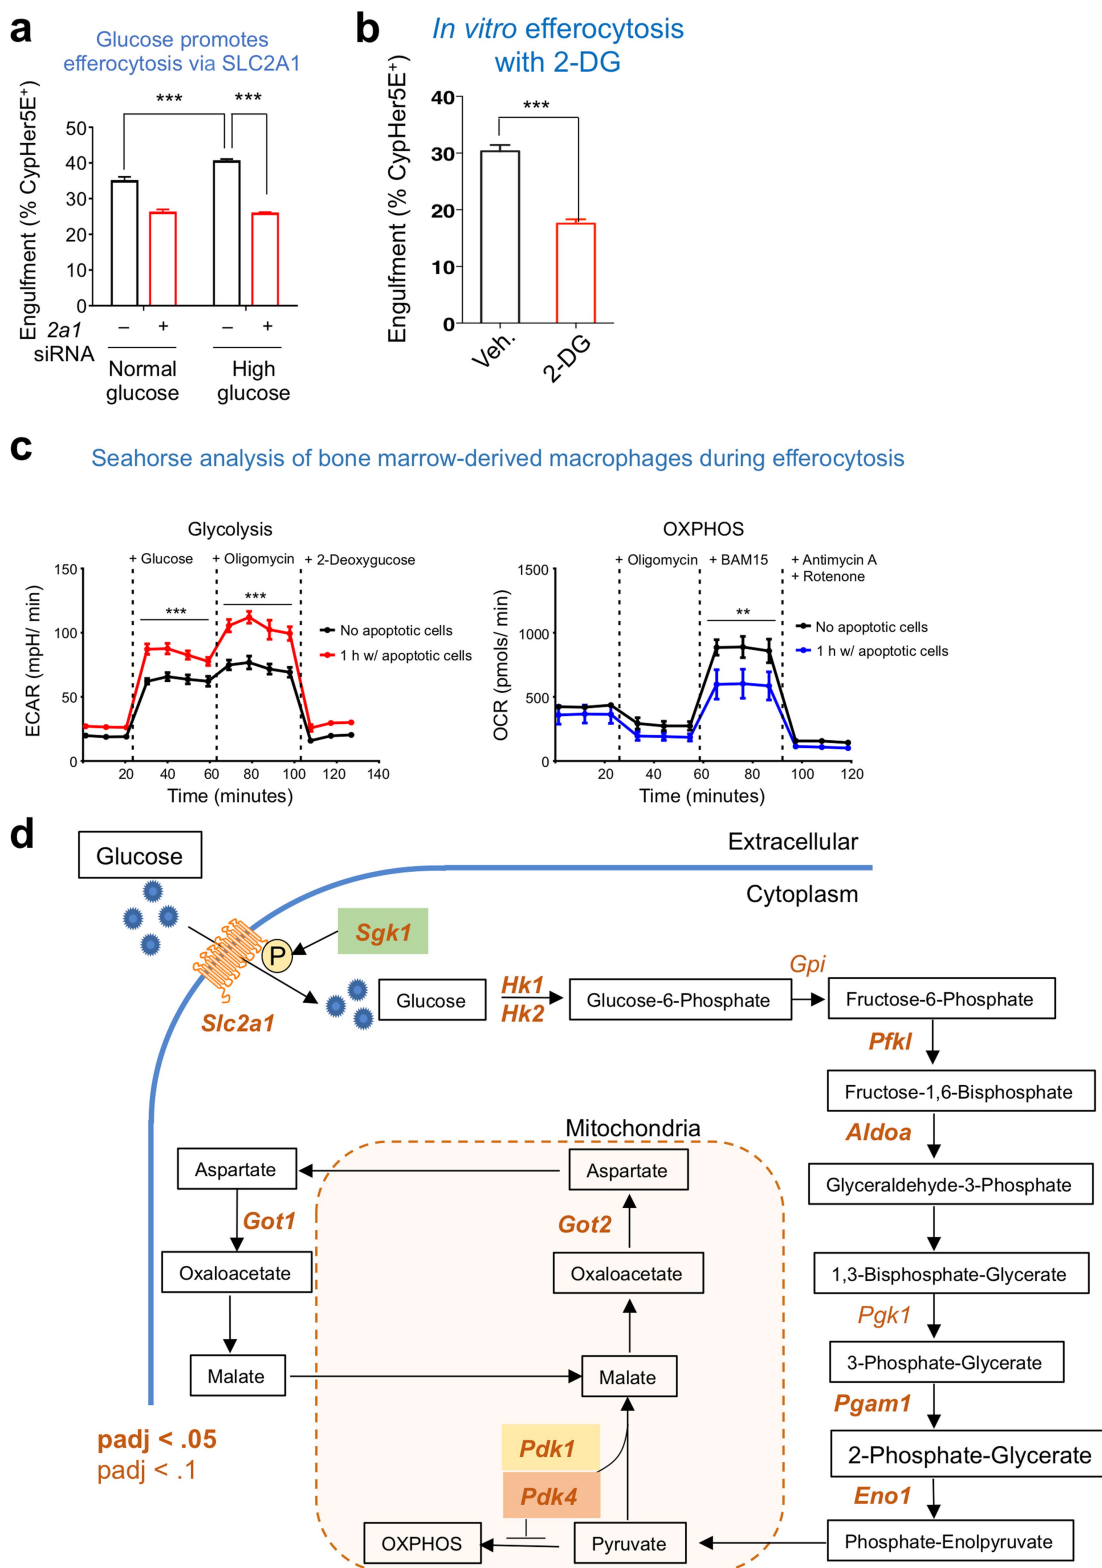 a
Glucose promotes
efferocytosis via SLC2A1
Engulfment (% CypHer5E+)
*** ***
50
40
30
20
10
0
2a1 – + – +
siRNA
Normal
glucose
High
glucose
b
In vitro efferocytosis
with 2-DG
Engulfment (% CypHer5E+)
***
40
30
20
10
0
Veh.
2-DG
c
Seahorse analysis of bone marrow-derived macrophages during efferocytosis
Glycolysis
+ Glucose + Oligomycin + 2-Deoxygucose
ECAR (mpH/ min)
150
100
50
0
*** ***
No apoptotic cells
1 h w/ apoptotic cells
20 40 60 80 100 120 140
Time (minutes)
OXPHOS
+ Oligomycin + BAM15 + Antimycin A
+ Rotenone
OCR (pmols/ min)
1500
1000
500
0
**
No apoptotic cells
1 h w/ apoptotic cells
20 40 60 80 100 120
Time (minutes)
d
Glucose
Extracellular
Cytoplasm
Sgk1
P
Slc2a1
Glucose
Hk1
Hk2
Glucose-6-Phosphate
Gpi
Fructose-6-Phosphate
Pfkl
Fructose-1,6-Bisphosphate
Aldoa
Glyceraldehyde-3-Phosphate
1,3-Bisphosphate-Glycerate
Pgk1
3-Phosphate-Glycerate
Pgam1
2-Phosphate-Glycerate
Eno1
Phosphate-Enolpyruvate
Mitochondria
Aspartate
Aspartate
Got1
Got2
Oxaloacetate
Oxaloacetate
Malate
Malate
Pdk1
Pdk4
OXPHOS
Pyruvate
padj < .05
padj < .1